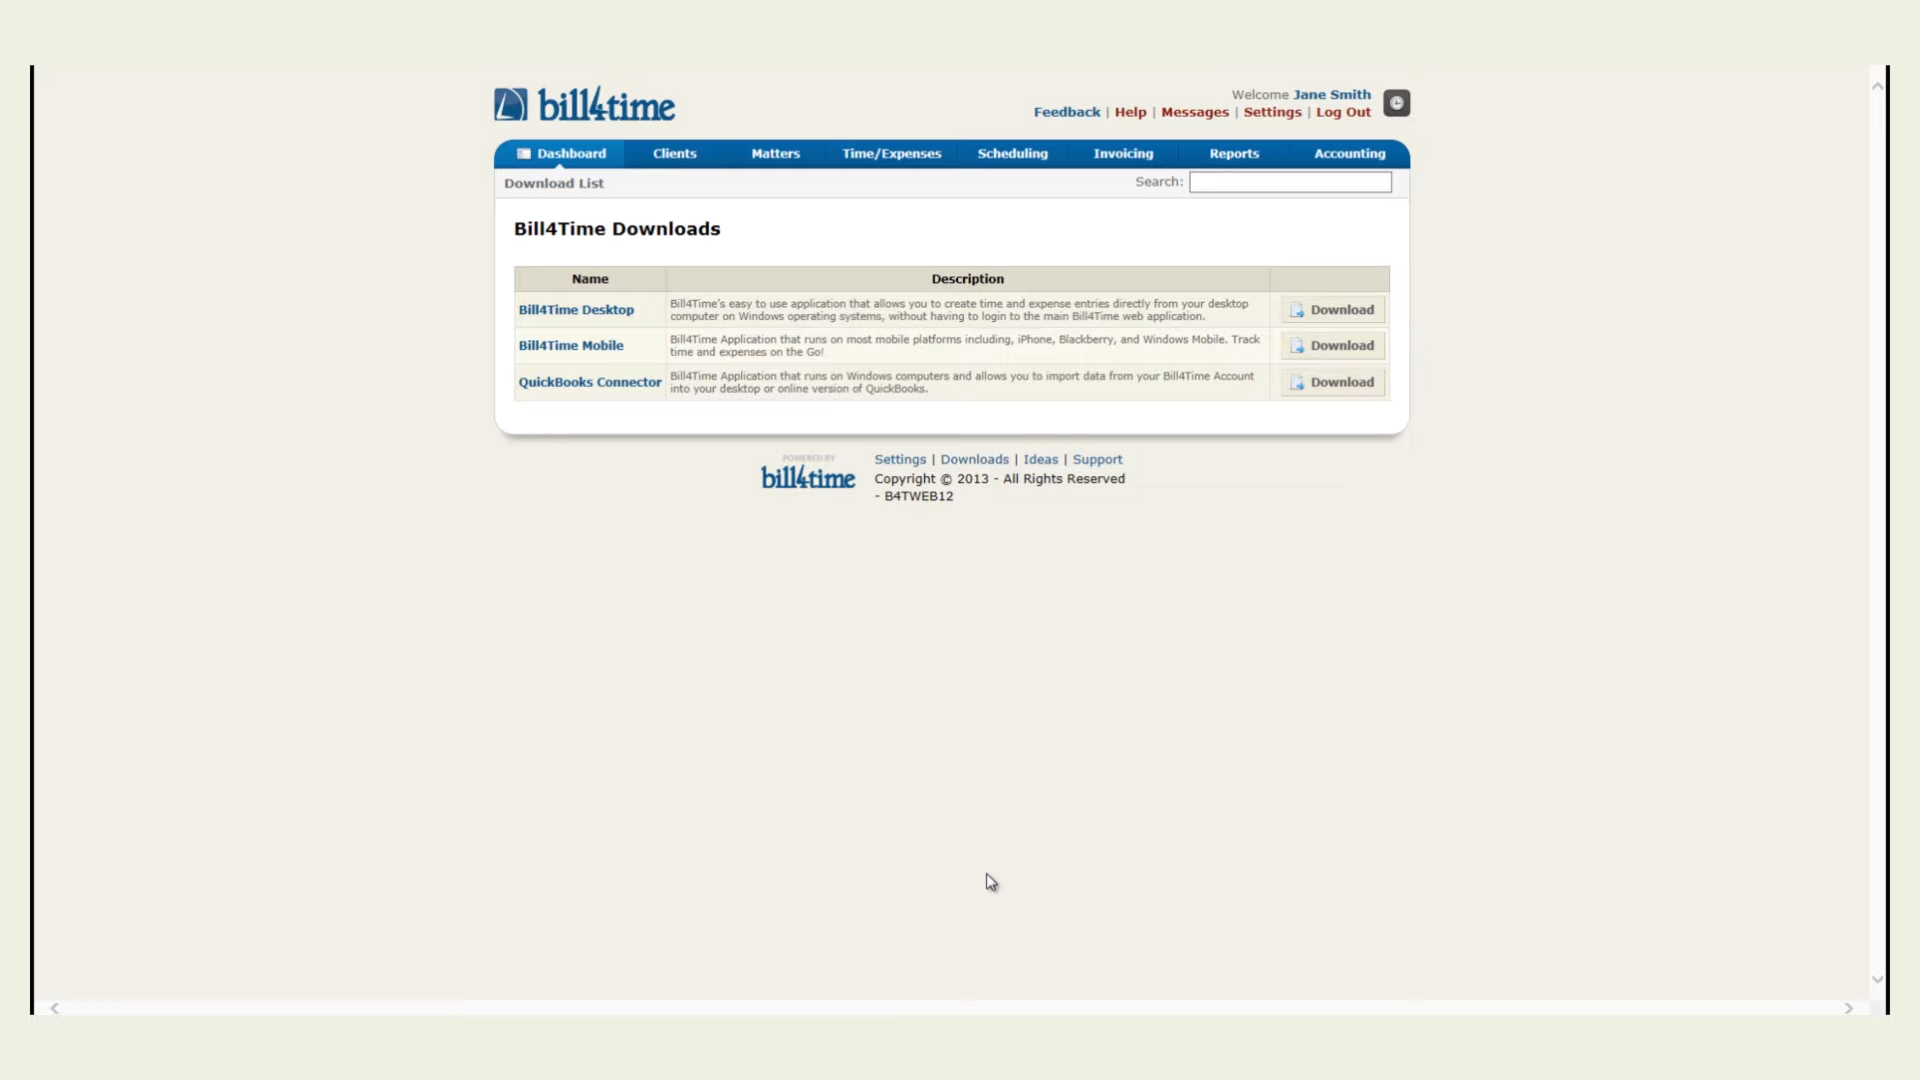 bill4time
Welcome Jane Smith
Feedback | Help | Messages | Settings | Log Out
Dashboard Clients Matters Time/Expenses Scheduling Invoicing Reports Accounting
Download List Search:
Bill4Time Downloads
Name Description
Bill4Time Desktop
Bill4Time's easy to use application that allows you to create time and expense entries directly from your desktop
computer on Windows operating systems, without having to login to the main Bill4Time web application.
Download
Bill4Time Mobile
Bill4Time Application that runs on most mobile platforms including, iPhone, Blackberry, and Windows Mobile. Track
time and expenses on the Go!
Download
QuickBooks Connector
Bill4Time Application that runs on Windows computers and allows you to import data from your Bill4Time Account
into your desktop or online version of QuickBooks.
Download
POWERED BY
bill4time
Settings | Downloads | Ideas | Support
Copyright © 2013 - All Rights Reserved
- B4TWEB12